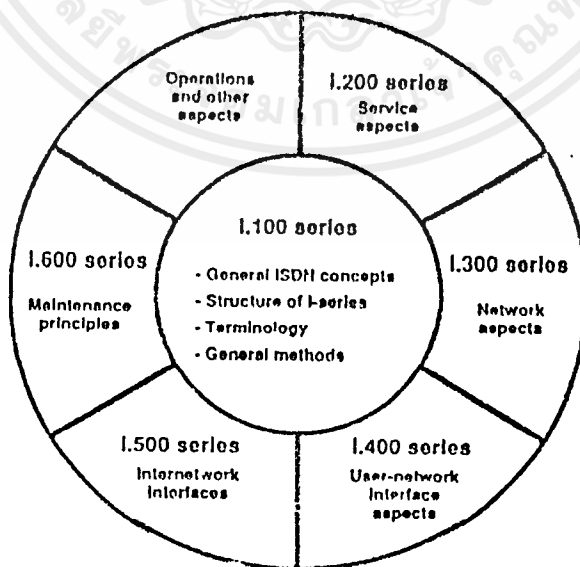 Operations
and other
aspects
I.200 series
Service
aspects
I.100 series
- General ISDN concepts
- Structure of I-series
- Terminology
- General methods
I.600 series
Maintenance
principles
I.300 series
Network
aspects
I.500 series
Internetwork
Interfaces
I.400 series
User-network
Interface
aspects